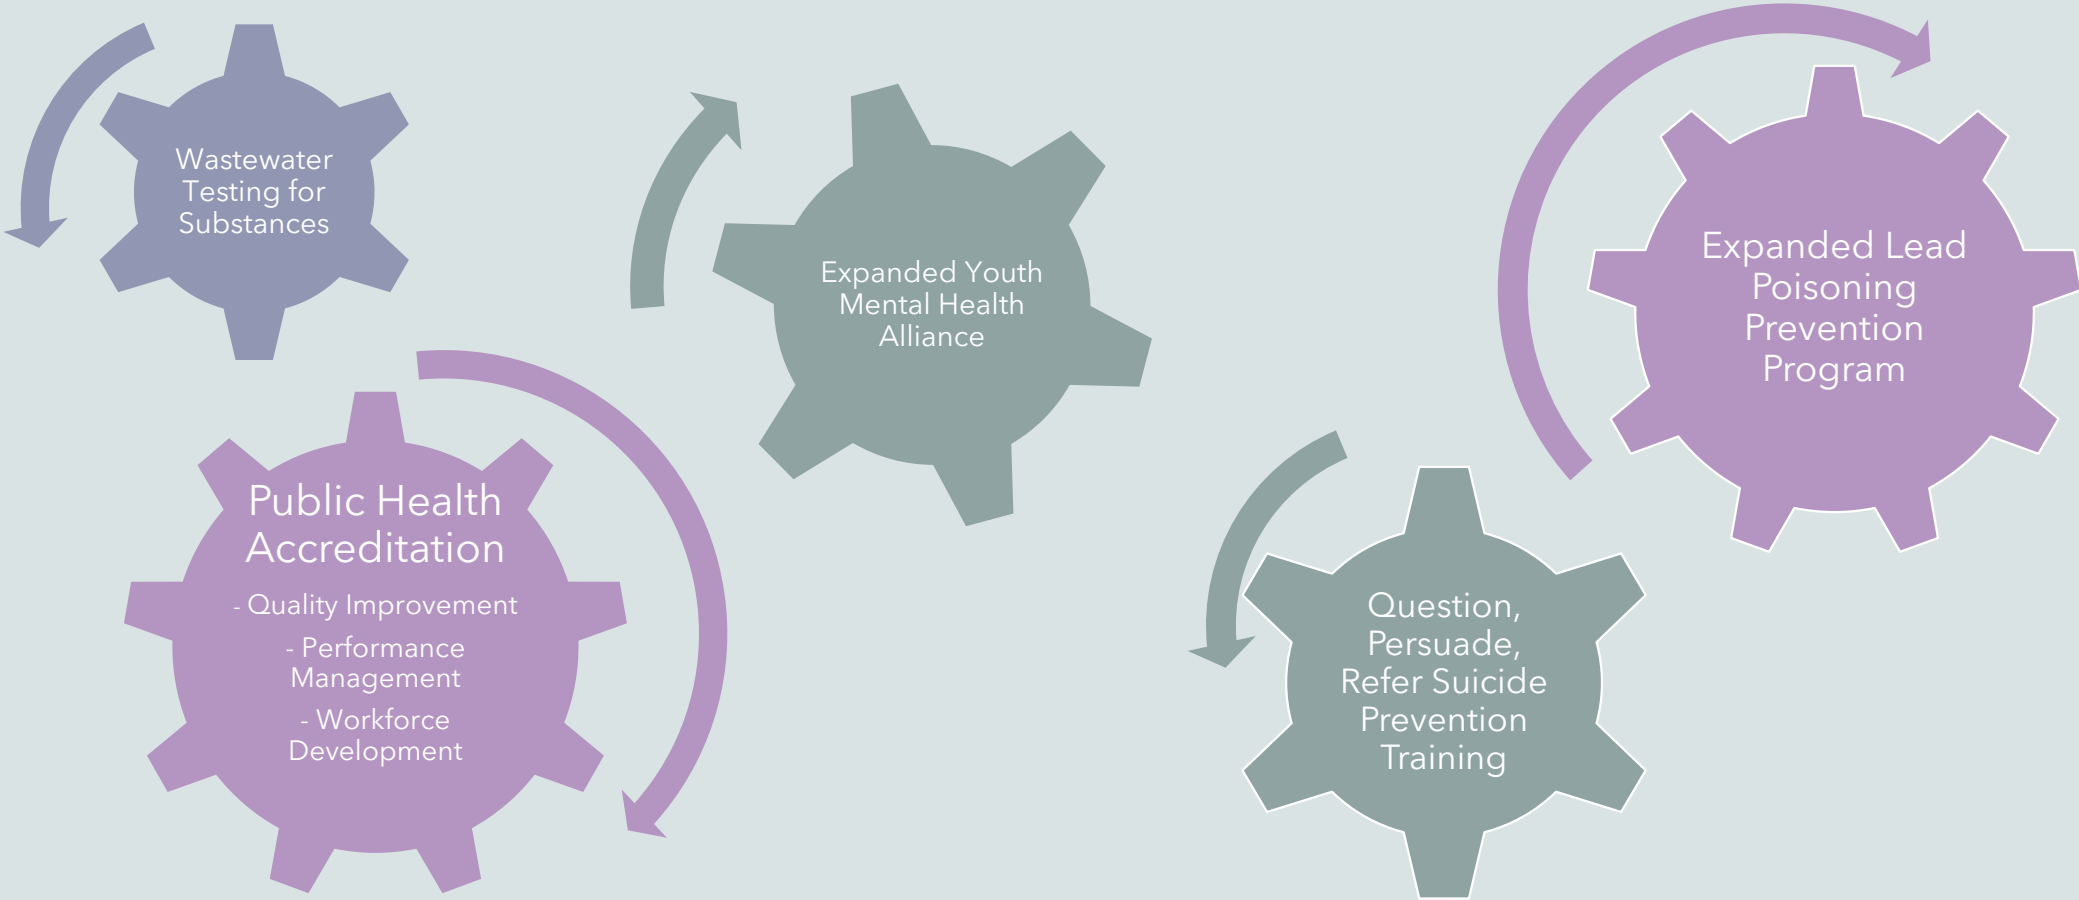 Wastewater
Testing for
Substances
Public Health
Accreditation
- Quality Improvement
- Performance
Management
- Workforce
Development
Expanded Youth
Mental Health
Alliance
Question,
Persuade,
Refer Suicide
Prevention
Training
Expanded Lead
Poisoning
Prevention
Program